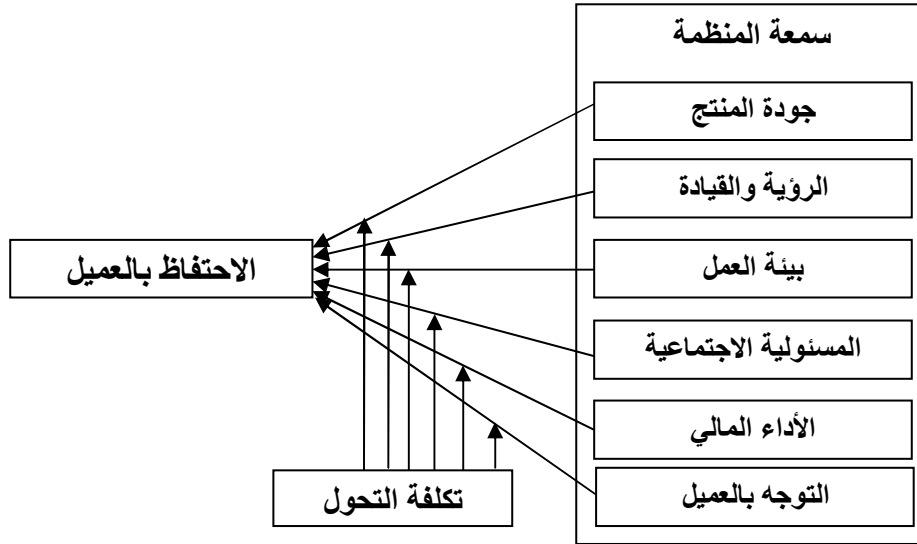 سمعة المنظمة
جودة المنتج
الرؤية والقيادة
بيئة العمل
المسئولية الاجتماعية
الأداء المالي
التوجه بالعميل
الاحتفاظ بالعميل
تكلفة التحول